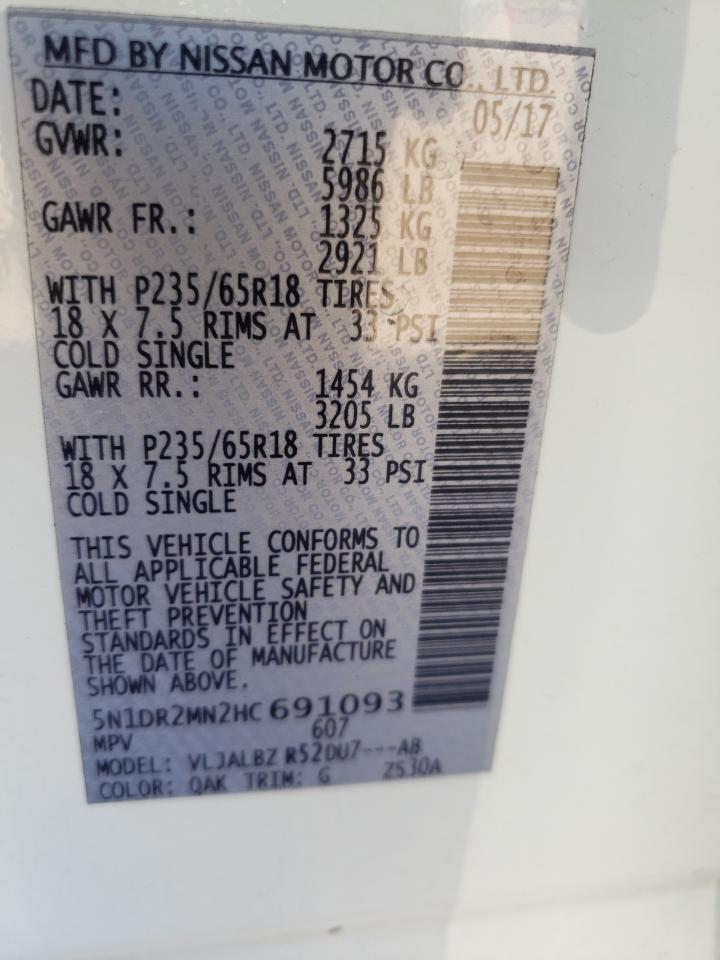 MFD BY NISSAN MOTOR CO., LTD.
DATE: 05/17
GVWR: 2715 KG
5986 LB
GAWR FR.: 1325 KG
2921 LB
WITH P235/65R18 TIRES
18 X 7.5 RIMS AT 33 PSI
COLD SINGLE
GAWR RR.: 1454 KG
3205 LB
WITH P235/65R18 TIRES
18 X 7.5 RIMS AT 33 PSI
COLD SINGLE
THIS VEHICLE CONFORMS TO
ALL APPLICABLE FEDERAL
MOTOR VEHICLE SAFETY AND
THEFT PREVENTION
STANDARDS IN EFFECT ON
THE DATE OF MANUFACTURE
SHOWN ABOVE.
5N1DR2MN2HC691093
MPV 607
MODEL: VLJALBZ R52DU7---AB
COLOR: QAK TRIM: G 2S30A